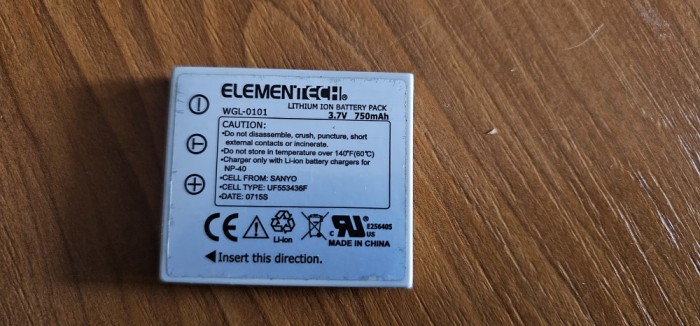 ELEMENTECH®
LITHIUM ION BATTERY PACK
WGL-0101 3.7V 750mAh
CAUTION:
•Do not disassemble, crush, puncture, short
external contacts or incinerate.
•Do not store in temperature over 140°F(60℃)
•Charger only with Li-ion battery chargers for
NP-40
•CELL FROM: SANYO
•CELL TYPE: UF553436F
•DATE: 0715S
CE Li-ion c RU US E256405
MADE IN CHINA
◀Insert this direction.